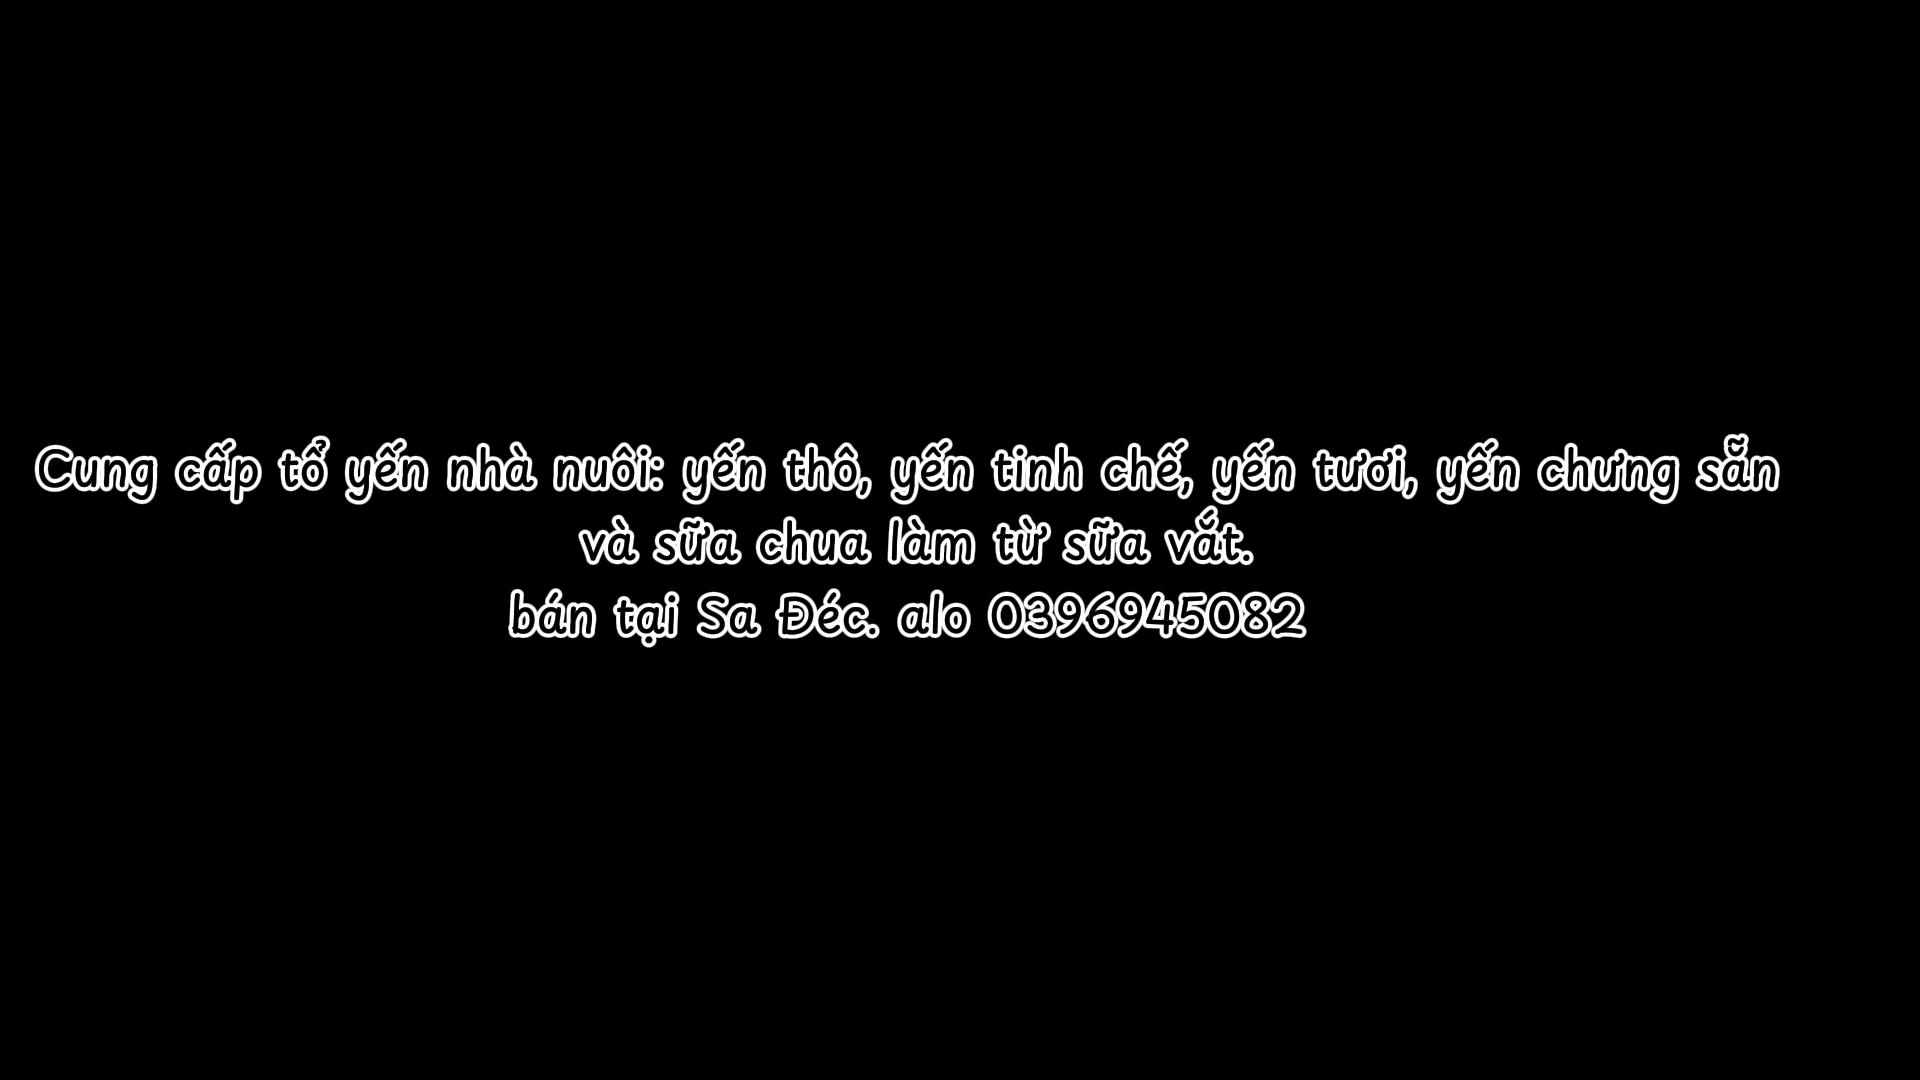 Cung cấp tổ yến nhà nuôi: yến thô, yến tinh chế, yến tươi, yến chưng sẵn
và sữa chua làm từ sữa vắt.
bán tại Sa Đéc. alo 0396945082